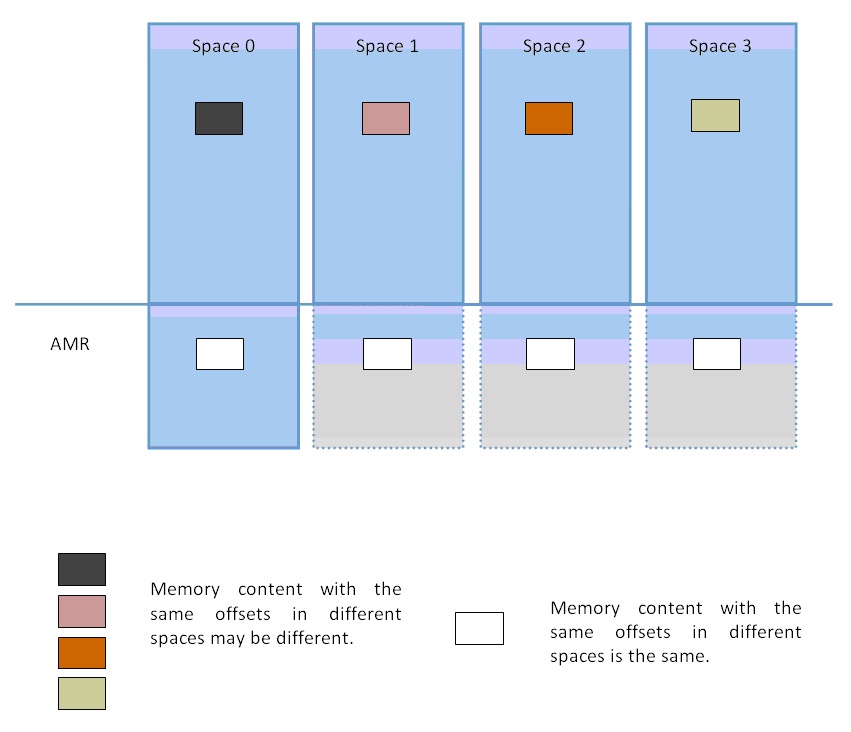 Space 0 Space 1 Space 2 Space 3
AMR
Memory content with the
same offsets in different
spaces may be different.
Memory content with the
same offsets in different
spaces is the same.